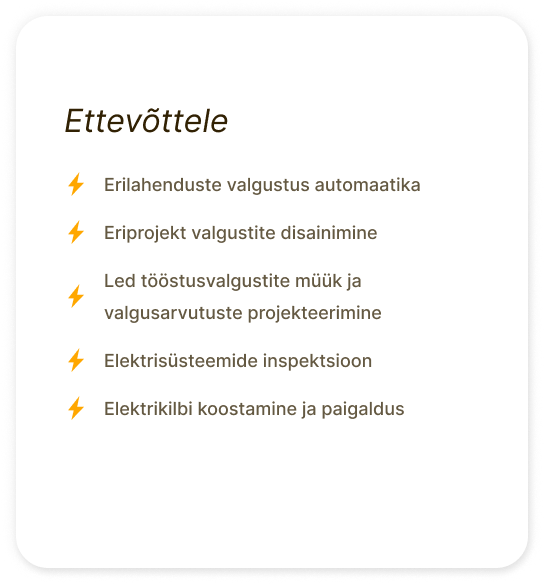 Ettevõttele
Erilahenduste valgustus automaatika
Eriprojekt valgustite disainimine
Led tööstusvalgustite müük ja
valgusarvutuste projekteerimine
Elektrisüsteemide inspektsioon
Elektrikilbi koostamine ja paigaldus